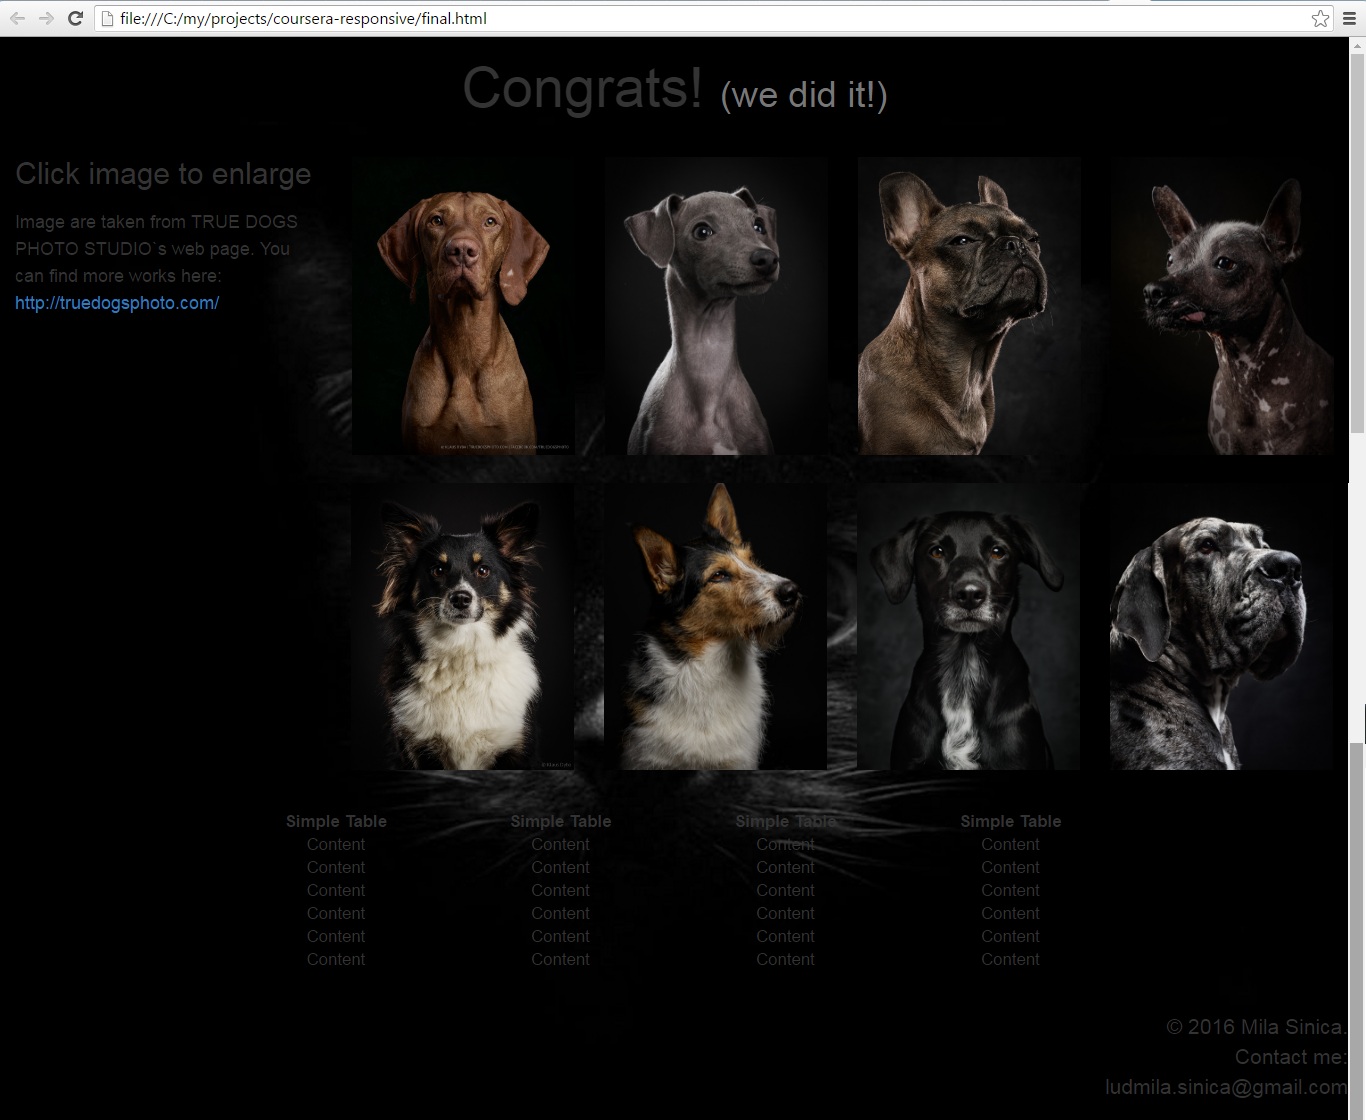 file:///C:/my/projects/coursera-responsive/final.html
Congrats! (we did it!)
Click image to enlarge
Image are taken from TRUE DOGS
PHOTO STUDIO`s web page. You
can find more works here:
http://truedogsphoto.com/
Simple Table Simple Table Simple Table Simple Table
Content Content Content Content
Content Content Content Content
Content Content Content Content
Content Content Content Content
Content Content Content Content
Content Content Content Content
© 2016 Mila Sinica.
Contact me:
ludmila.sinica@gmail.com